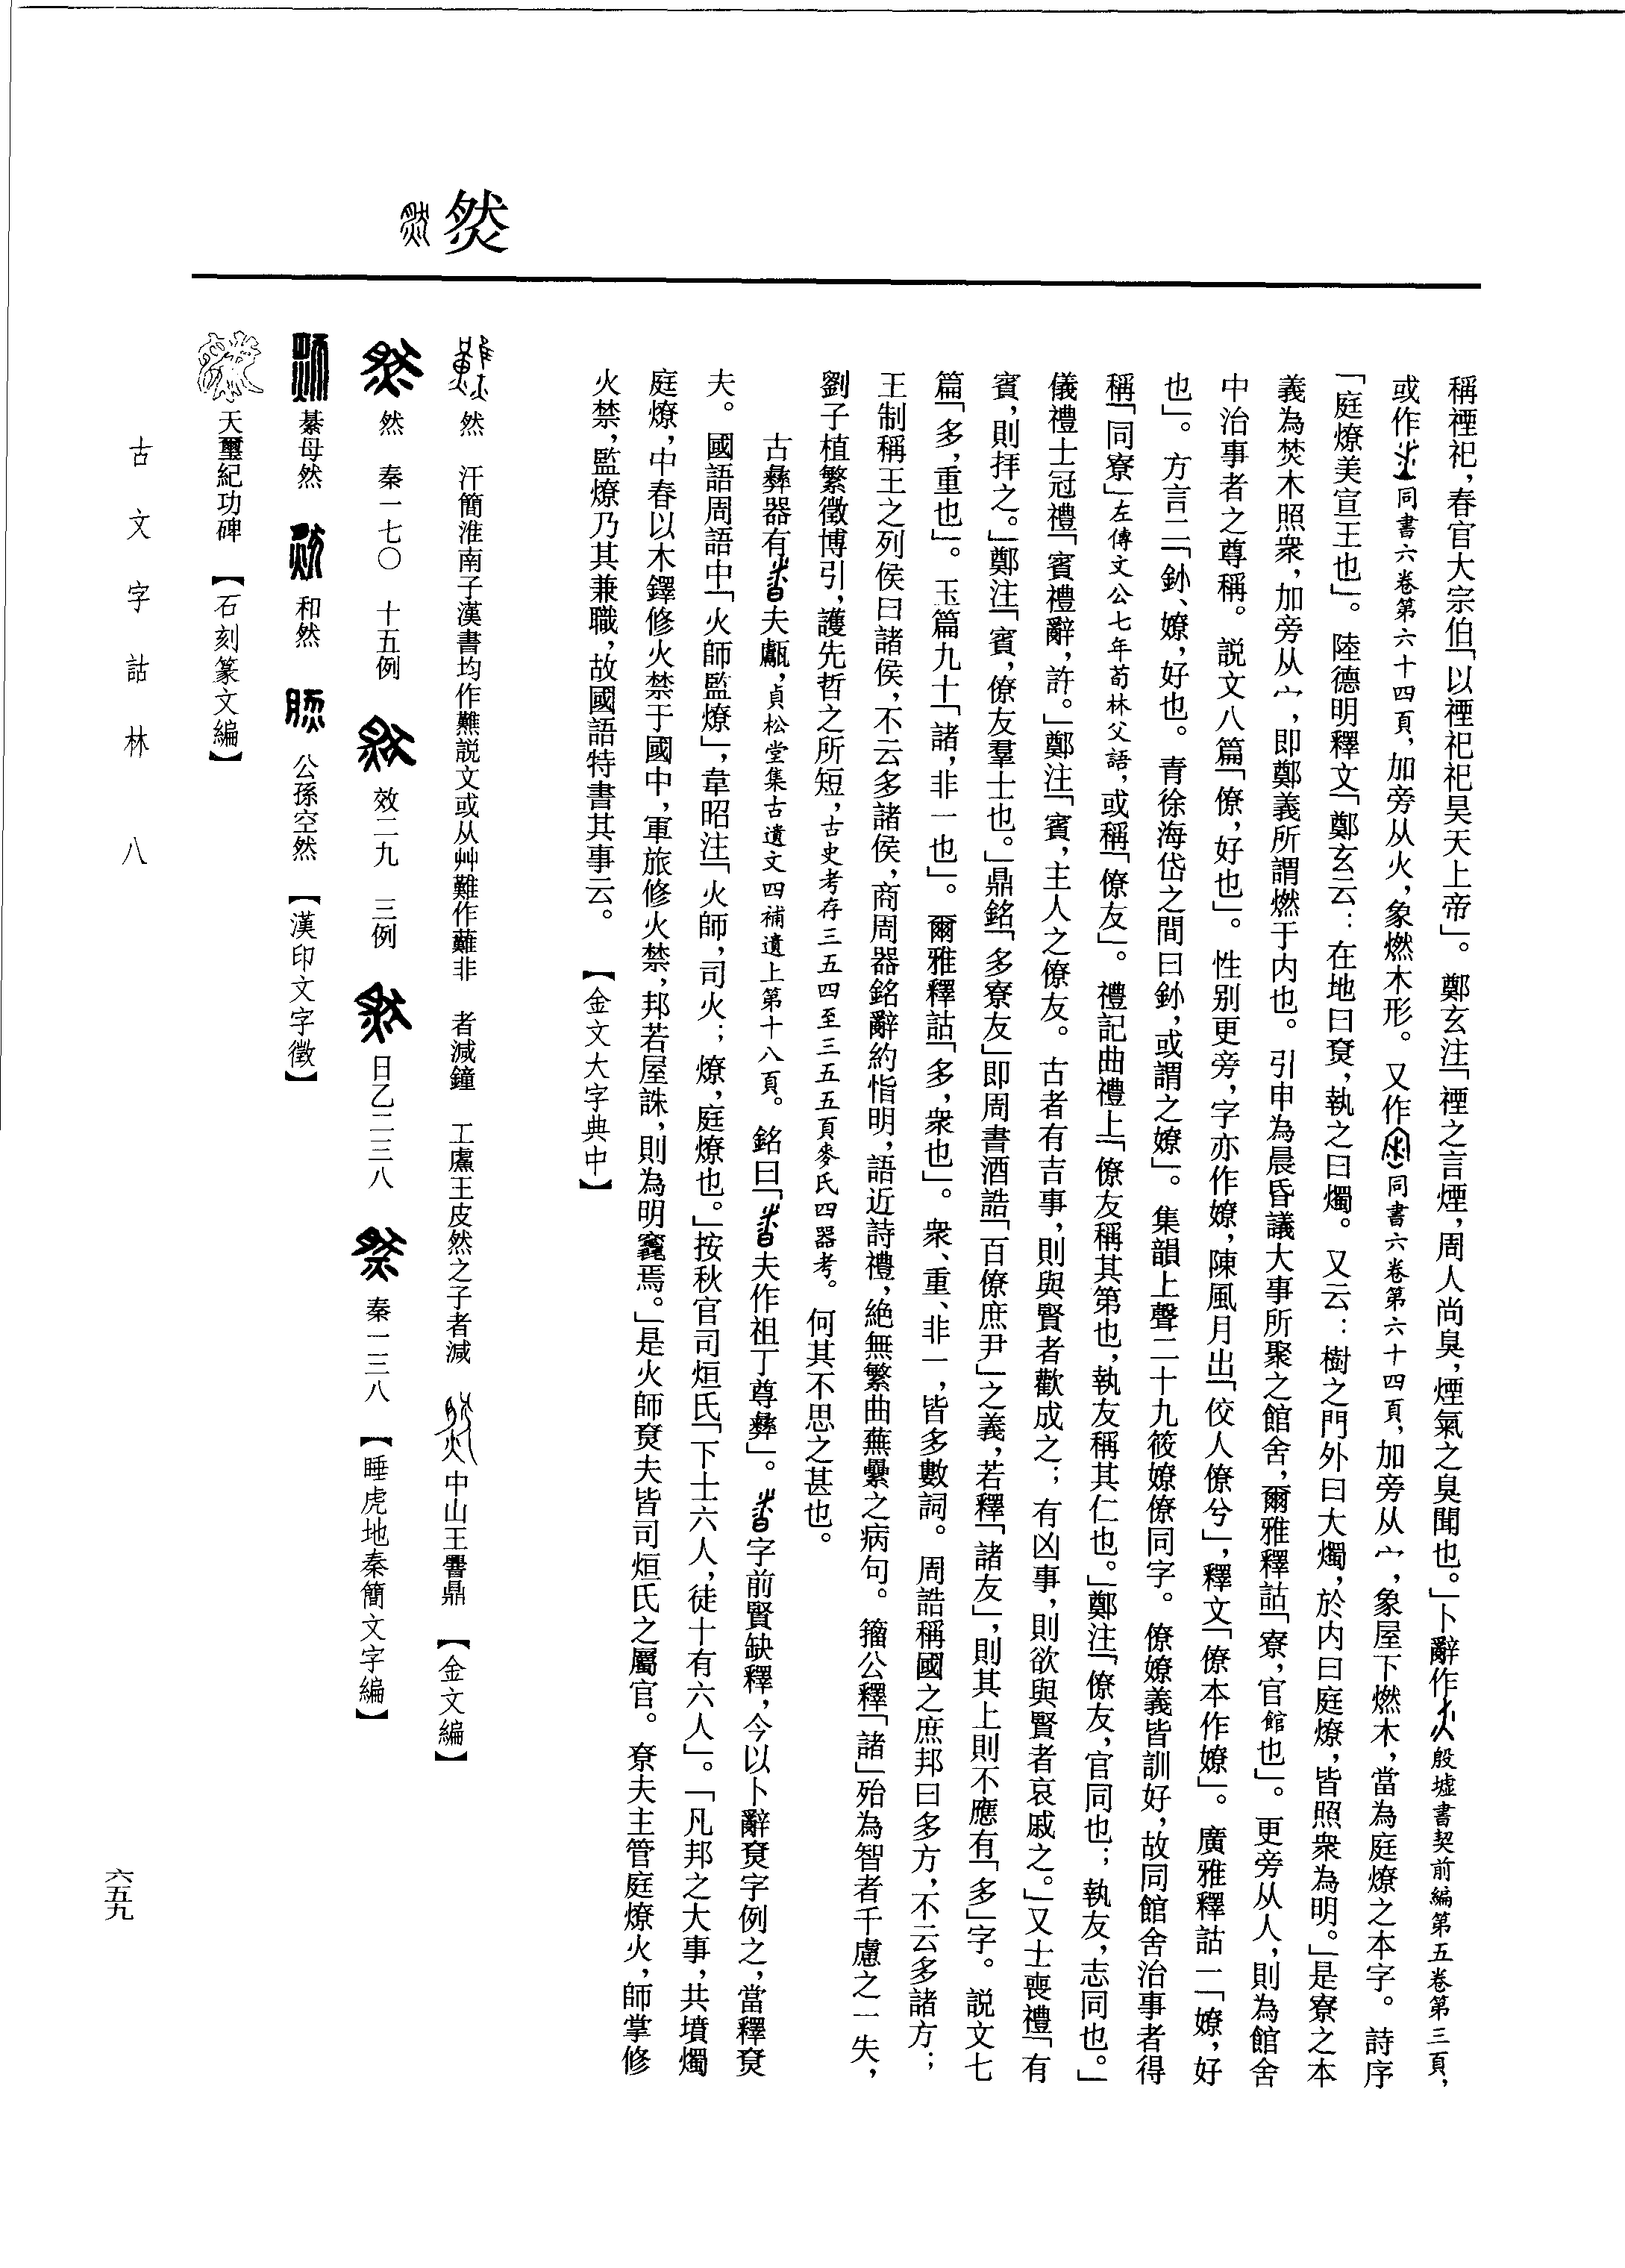 稱禋祀，春官大宗伯「以禋祀祀昊天上帝」。鄭玄注「禋之言煙，周人尚臭，煙氣之臭聞也。」卜辭作殷墟書契前編第五卷第三頁，
或作同書六卷第六十四頁，加旁从火，象燃木形。又作同書六卷第六十四頁，加旁从宀，象屋下燃木，當為庭燎之本字。詩序
「庭燎美宣王也」。陸德明釋文「鄭玄云：在地曰燎，執之曰燭。又云：樹之門外曰大燭，於内曰庭燎，皆照衆為明。」是寮之本
義為焚木照衆，加旁从宀，即鄭義所謂燃于内也。引申為晨昏議大事所聚之館舍，爾雅釋詁「寮，官館也」。更旁从人，則為館舍
中治事者之尊稱。説文八篇「僚，好也」。性别更旁，字亦作嫽，陳風月出「佼人僚兮」，釋文「僚本作嫽」。廣雅釋詁一「嫽，好
也」。方言二「釥、嫽，好也。青徐海岱之間曰釥，或謂之嫽」。集韻上聲二十九筱嫽僚同字。僚嫽義皆訓好，故同館舍治事者得
稱「同寮」左傳文公七年荀林父語，或稱「僚友」。禮記曲禮上「僚友稱其第也，執友稱其仁也。」鄭注「僚友，官同也；執友，志同也。」
儀禮士冠禮「賓禮辭，許。」鄭注「賓，主人之僚友。古者有吉事，則與賢者歡成之；有凶事，則欲與賢者哀戚之。」又士喪禮「有
賓，則拜之。」鄭注「賓，僚友羣士也。」鼎銘「多寮友」即周書酒誥「百僚庶尹」之義，若釋「諸友」，則其上則不應有「多」字。説文七
篇「多，重也」。玉篇九十「諸，非一也」。爾雅釋詁「多，衆也」。衆、重、非一，皆多數詞。周誥稱國之庶邦曰多方，不云多諸方；
王制稱王之列侯曰諸侯，不云多諸侯，商周器銘辭約恉明，語近詩禮，絶無繁曲蕪纍之病句。籀公釋「諸」殆為智者千慮之一失，
劉子植繁徵博引，護先哲之所短，古史考存三五四至三五五頁麥氏四器考。何其不思之甚也。
古彝器有夫甗，貞松堂集古遺文四補遺上第十八頁。銘曰「夫作祖丁尊彝」。字前賢缺釋，今以卜辭尞字例之，當釋尞
夫。國語周語中「火師監燎」，韋昭注「火師，司火；燎，庭燎也。」按秋官司烜氏「下士六人，徒十有六人」。「凡邦之大事，共墳燭
庭燎，中春以木鐸修火禁于國中，軍旅修火禁，邦若屋誅，則為明竁焉。」是火師尞夫皆司烜氏之屬官。尞夫主管庭燎火，師掌修
火禁，監燎乃其兼職，故國語特書其事云。【金文大字典中】
然
然　汗簡淮南子漢書均作㸐説文或从艸難作蘸非　者減鐘　工䱷王皮然之子者減　中山王䁗鼎　【金文編】
然　秦一七〇　十五例　效二九　三例　日乙二三八　秦一三八　【睡虎地秦簡文字編】
綦母然　和然　公孫空然　【漢印文字徵】
天璽紀功碑　【石刻篆文編】
古文字詁林　八
六五九